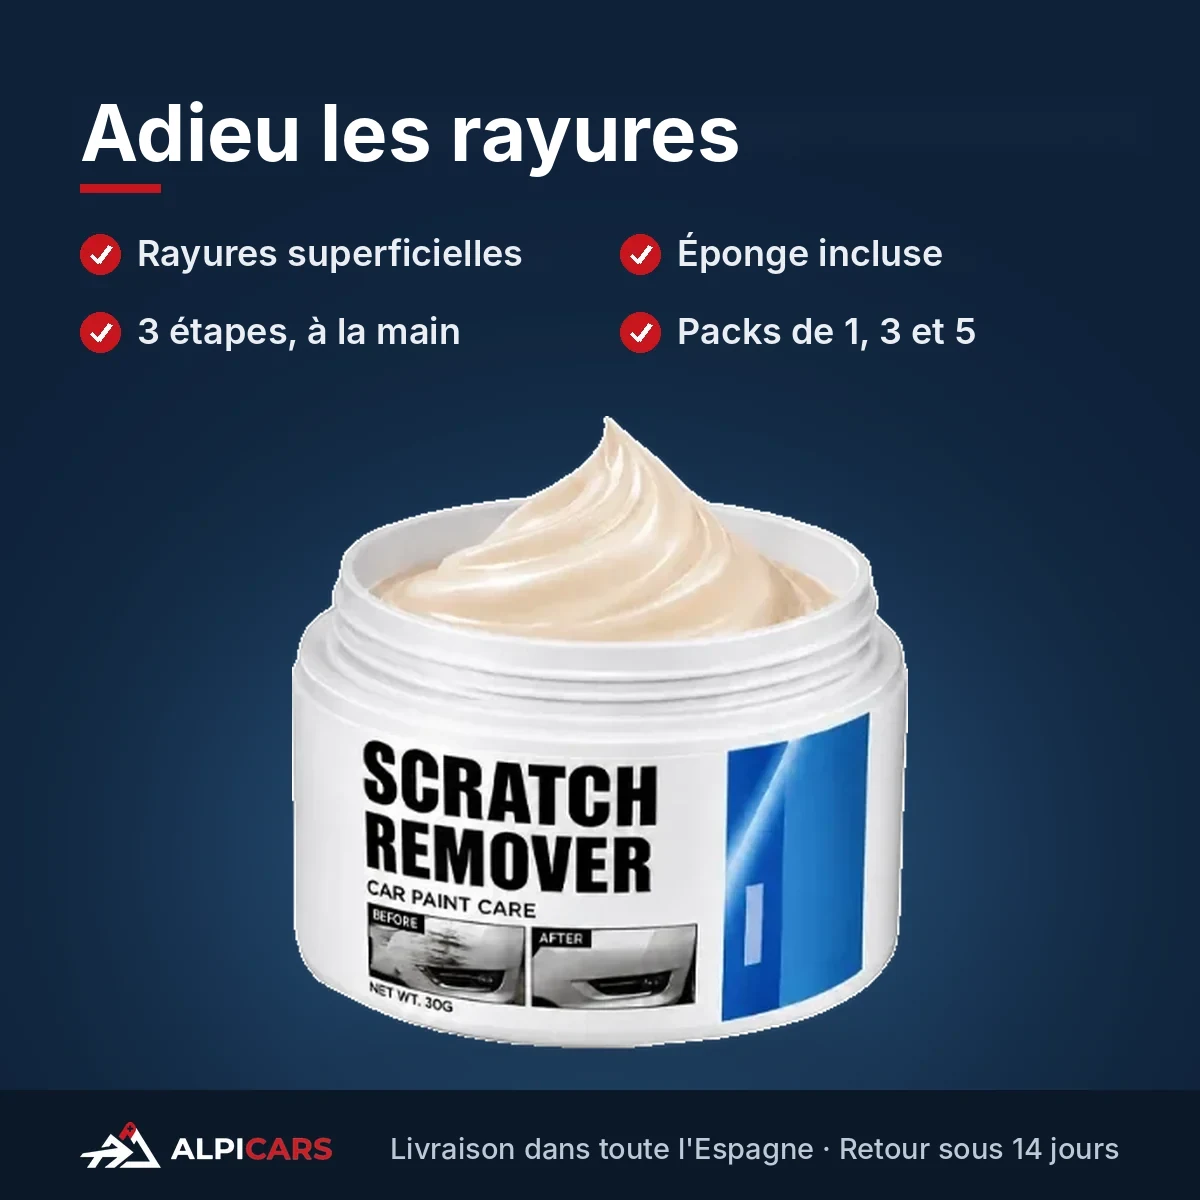 Adieu les rayures
Rayures superficielles
Éponge incluse
3 étapes, à la main
Packs de 1, 3 et 5
SCRATCH
REMOVER
CAR PAINT CARE
BEFORE
AFTER
NET WT. 30G
ALPICARS
Livraison dans toute l'Espagne · Retour sous 14 jours